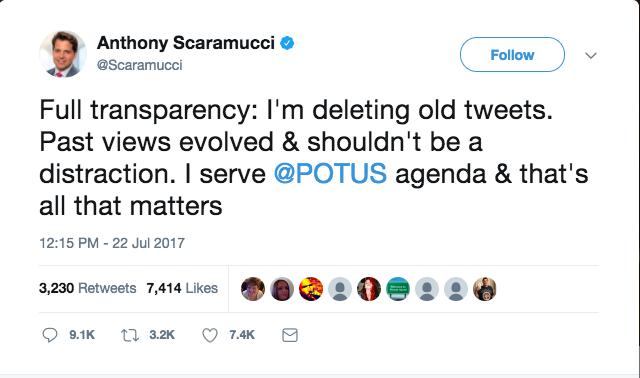 Anthony Scaramucci
@Scaramucci
Follow
Full transparency: I'm deleting old tweets.
Past views evolved & shouldn't be a
distraction. I serve @POTUS agenda & that's
all that matters
12:15 PM - 22 Jul 2017
3,230 Retweets 7,414 Likes
9.1K 3.2K 7.4K